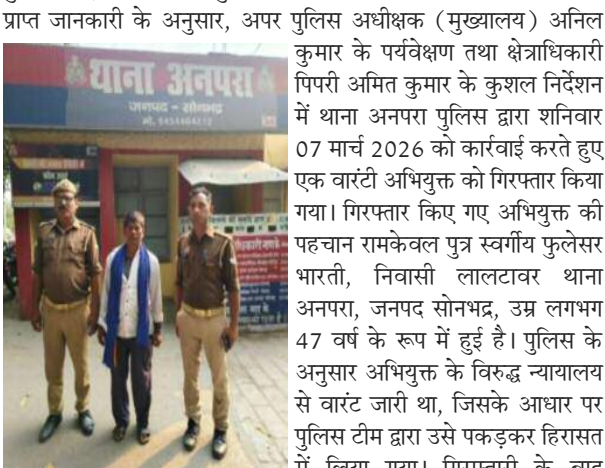 प्राप्त जानकारी के अनुसार, अपर पुलिस अधीक्षक (मुख्यालय) अनिल
कुमार के पर्यवेक्षण तथा क्षेत्राधिकारी
पिपरी अमित कुमार के कुशल निर्देशन
में थाना अनपरा पुलिस द्वारा शनिवार
07 मार्च 2026 को कार्रवाई करते हुए
एक वारंटी अभियुक्त को गिरफ्तार किया
गया। गिरफ्तार किए गए अभियुक्त की
पहचान रामकेवल पुत्र स्वर्गीय फुलेसर
भारती, निवासी लालटावर थाना
अनपरा, जनपद सोनभद्र, उम्र लगभग
47 वर्ष के रूप में हुई है। पुलिस के
अनुसार अभियुक्त के विरुद्ध न्यायालय
से वारंट जारी था, जिसके आधार पर
पुलिस टीम द्वारा उसे पकड़कर हिरासत
में लिया गया। गिरफ्तारी के बाद
थाना अनपरा
जनपद - सोनभद्र